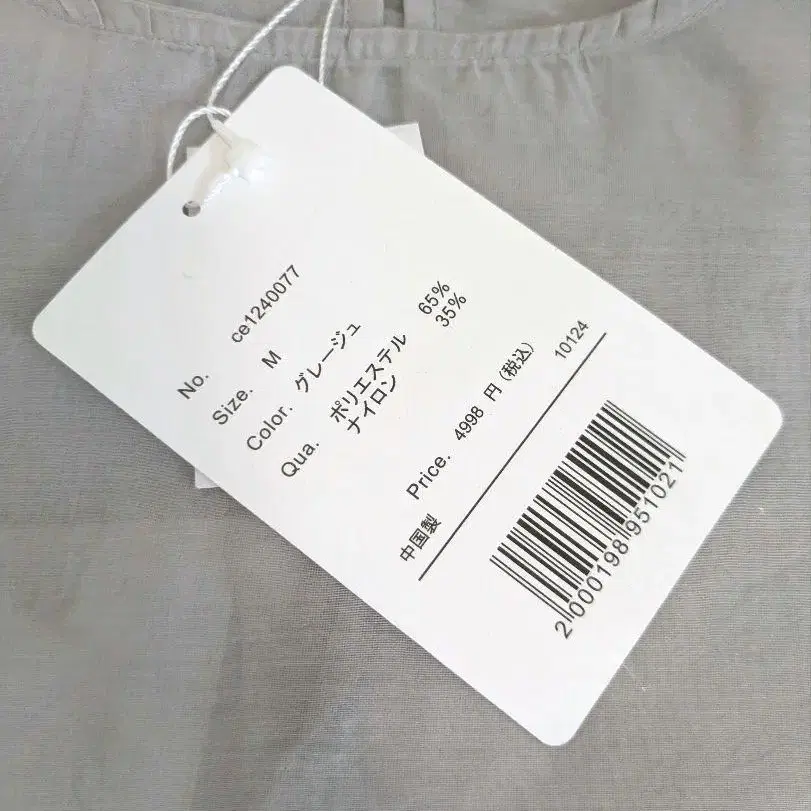 No. ce1240077
Size. M
Color. グレージュ
Qua. ポリエステル 65%
ナイロン 35%
Price. 4998 円 (税込)
中国製 10124
2000198951021